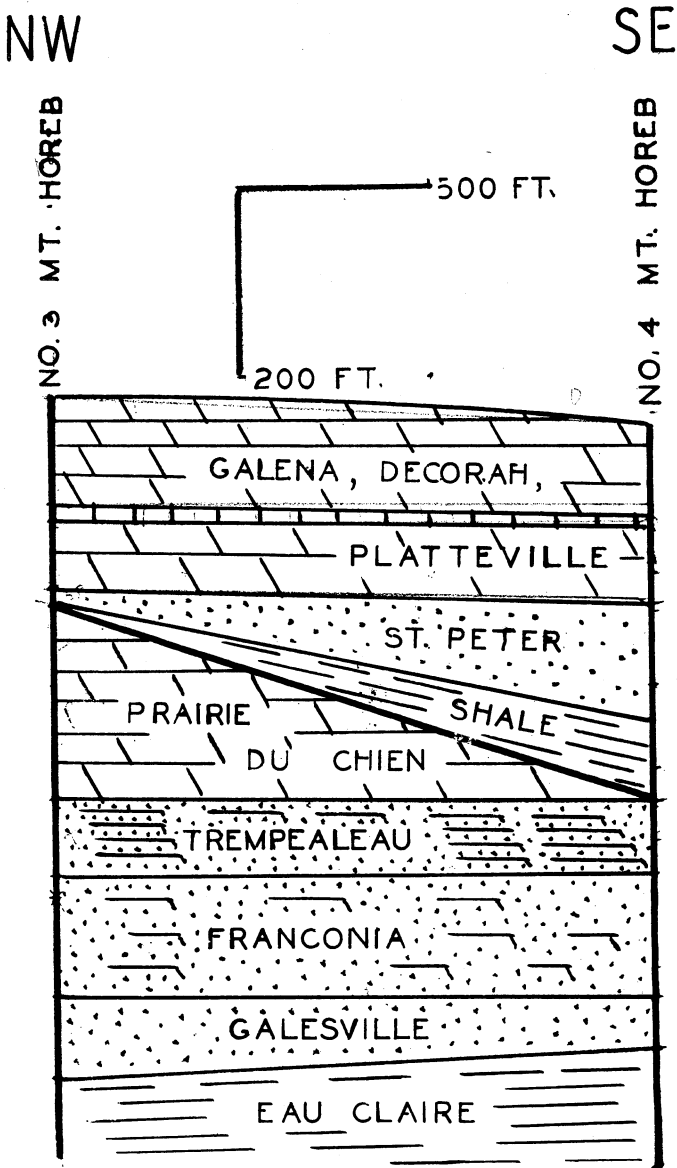 NW
SE
NO. 3 MT. HOREB
NO. 4 MT. HOREB
500 FT.
200 FT.
GALENA, DECORAH,
PLATTEVILLE
ST. PETER
SHALE
PRAIRIE
DU CHIEN
TREMPEALEAU
FRANCONIA
GALESVILLE
EAU CLAIRE